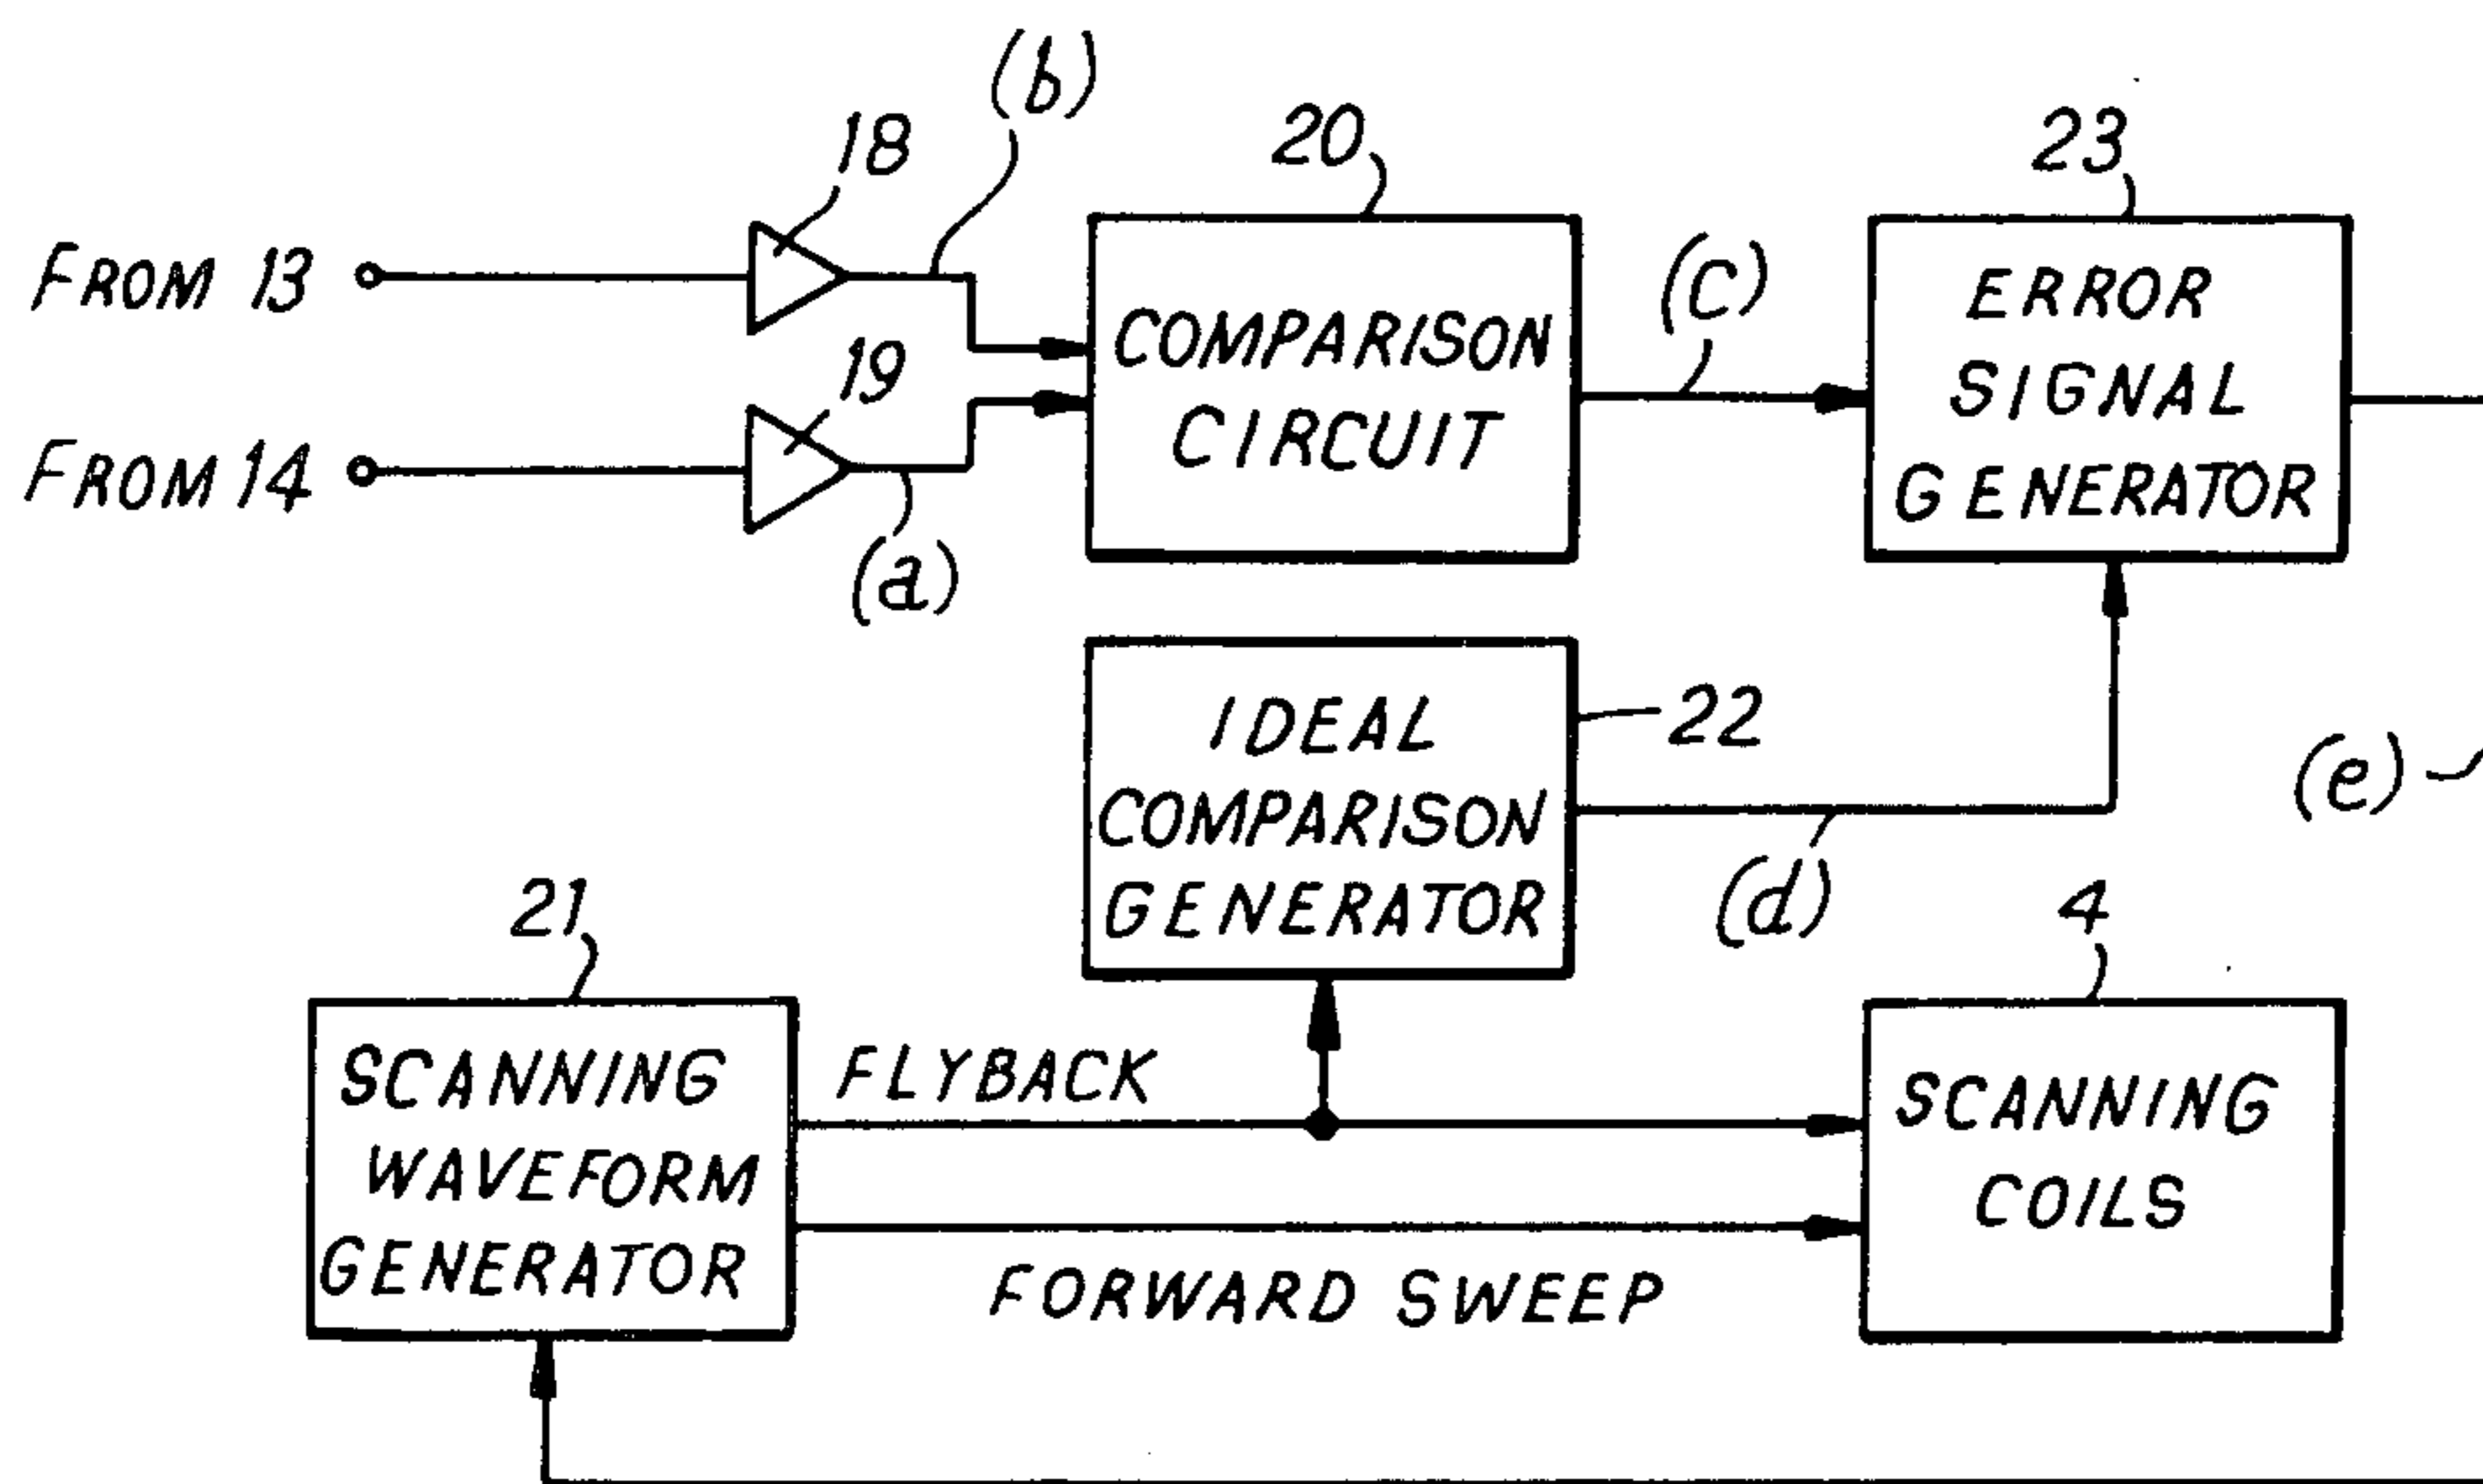 (b)
18
20
23
FROM 13
(c)
ERROR
SIGNAL
GENERATOR
COMPARISON
CIRCUIT
19
FROM 14
(a)
IDEAL
COMPARISON
GENERATOR
22
(e)
(d)
21
4
SCANNING
WAVEFORM
GENERATOR
FLYBACK
SCANNING
COILS
FORWARD SWEEP